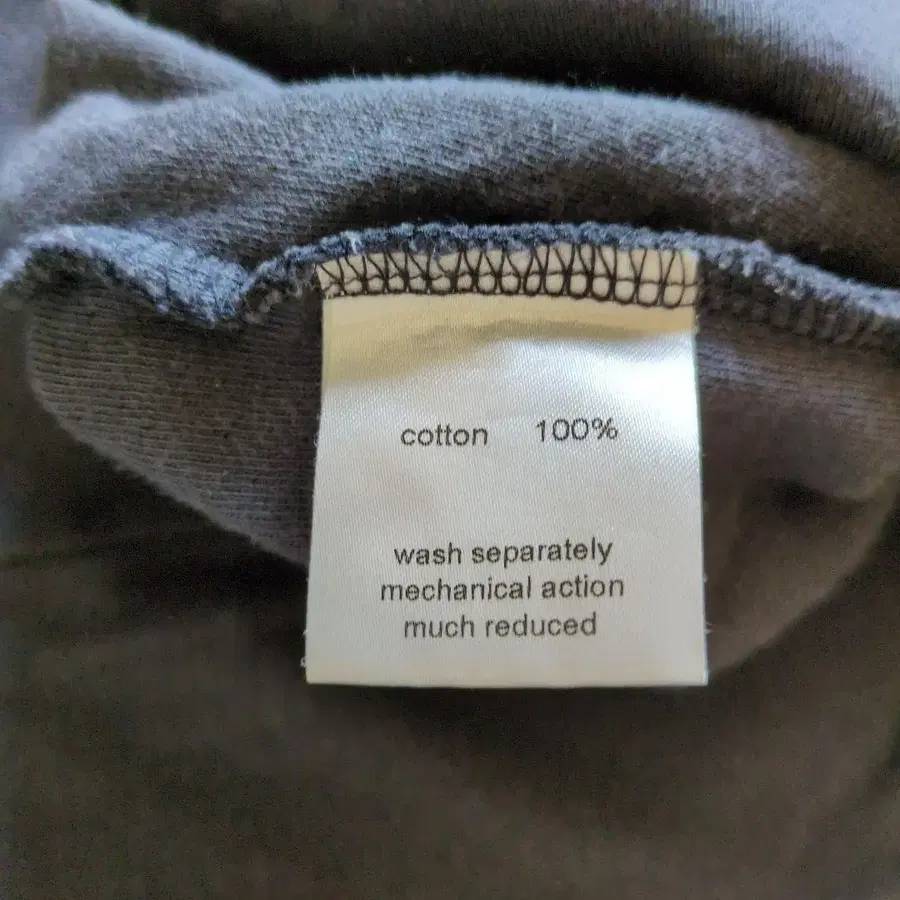 cotton 100%
wash separately
mechanical action
much reduced